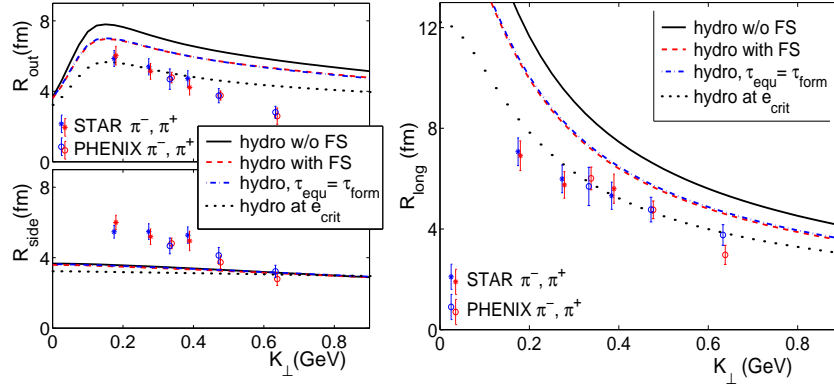 8
4
0
R_out(fm)
STAR π⁻, π⁺
PHENIX π⁻, π⁺
hydro w/o FS
hydro with FS
hydro, τ_equ= τ_form
hydro at e_crit
8
4
0
R_side(fm)
0 0.2 0.4 0.6 0.8
K_⊥(GeV)
12
8
4
0
R_long (fm)
hydro w/o FS
hydro with FS
hydro, τ_equ= τ_form
hydro at e_crit
STAR π⁻, π⁺
PHENIX π⁻, π⁺
0 0.2 0.4 0.6 0.8
K_⊥ (GeV)